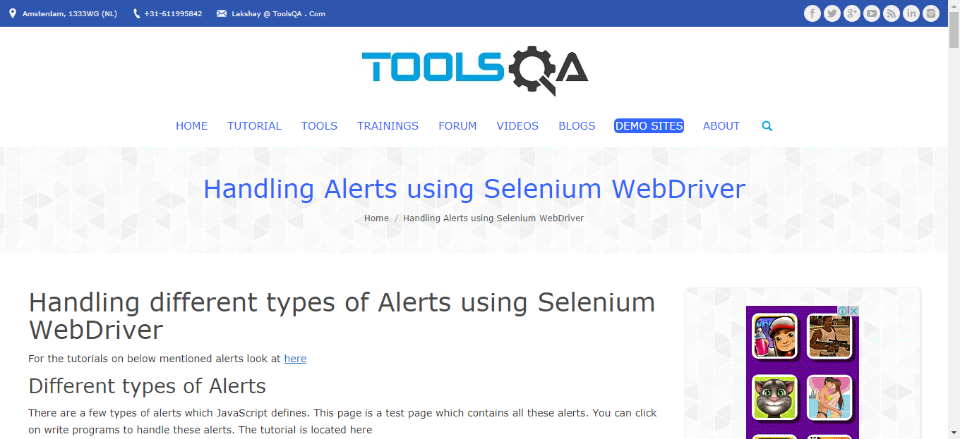 Amsterdam, 1333WG (NL) +31-611995842 Lakshay @ ToolsQA . Com
TOOLSQA
HOME TUTORIAL TOOLS TRAININGS FORUM VIDEOS BLOGS DEMO SITES ABOUT
Handling Alerts using Selenium WebDriver
Home / Handling Alerts using Selenium WebDriver
Handling different types of Alerts using Selenium
WebDriver
For the tutorials on below mentioned alerts look at here
Different types of Alerts
There are a few types of alerts which JavaScript defines. This page is a test page which contains all these alerts. You can click
on write programs to handle these alerts. The tutorial is located here